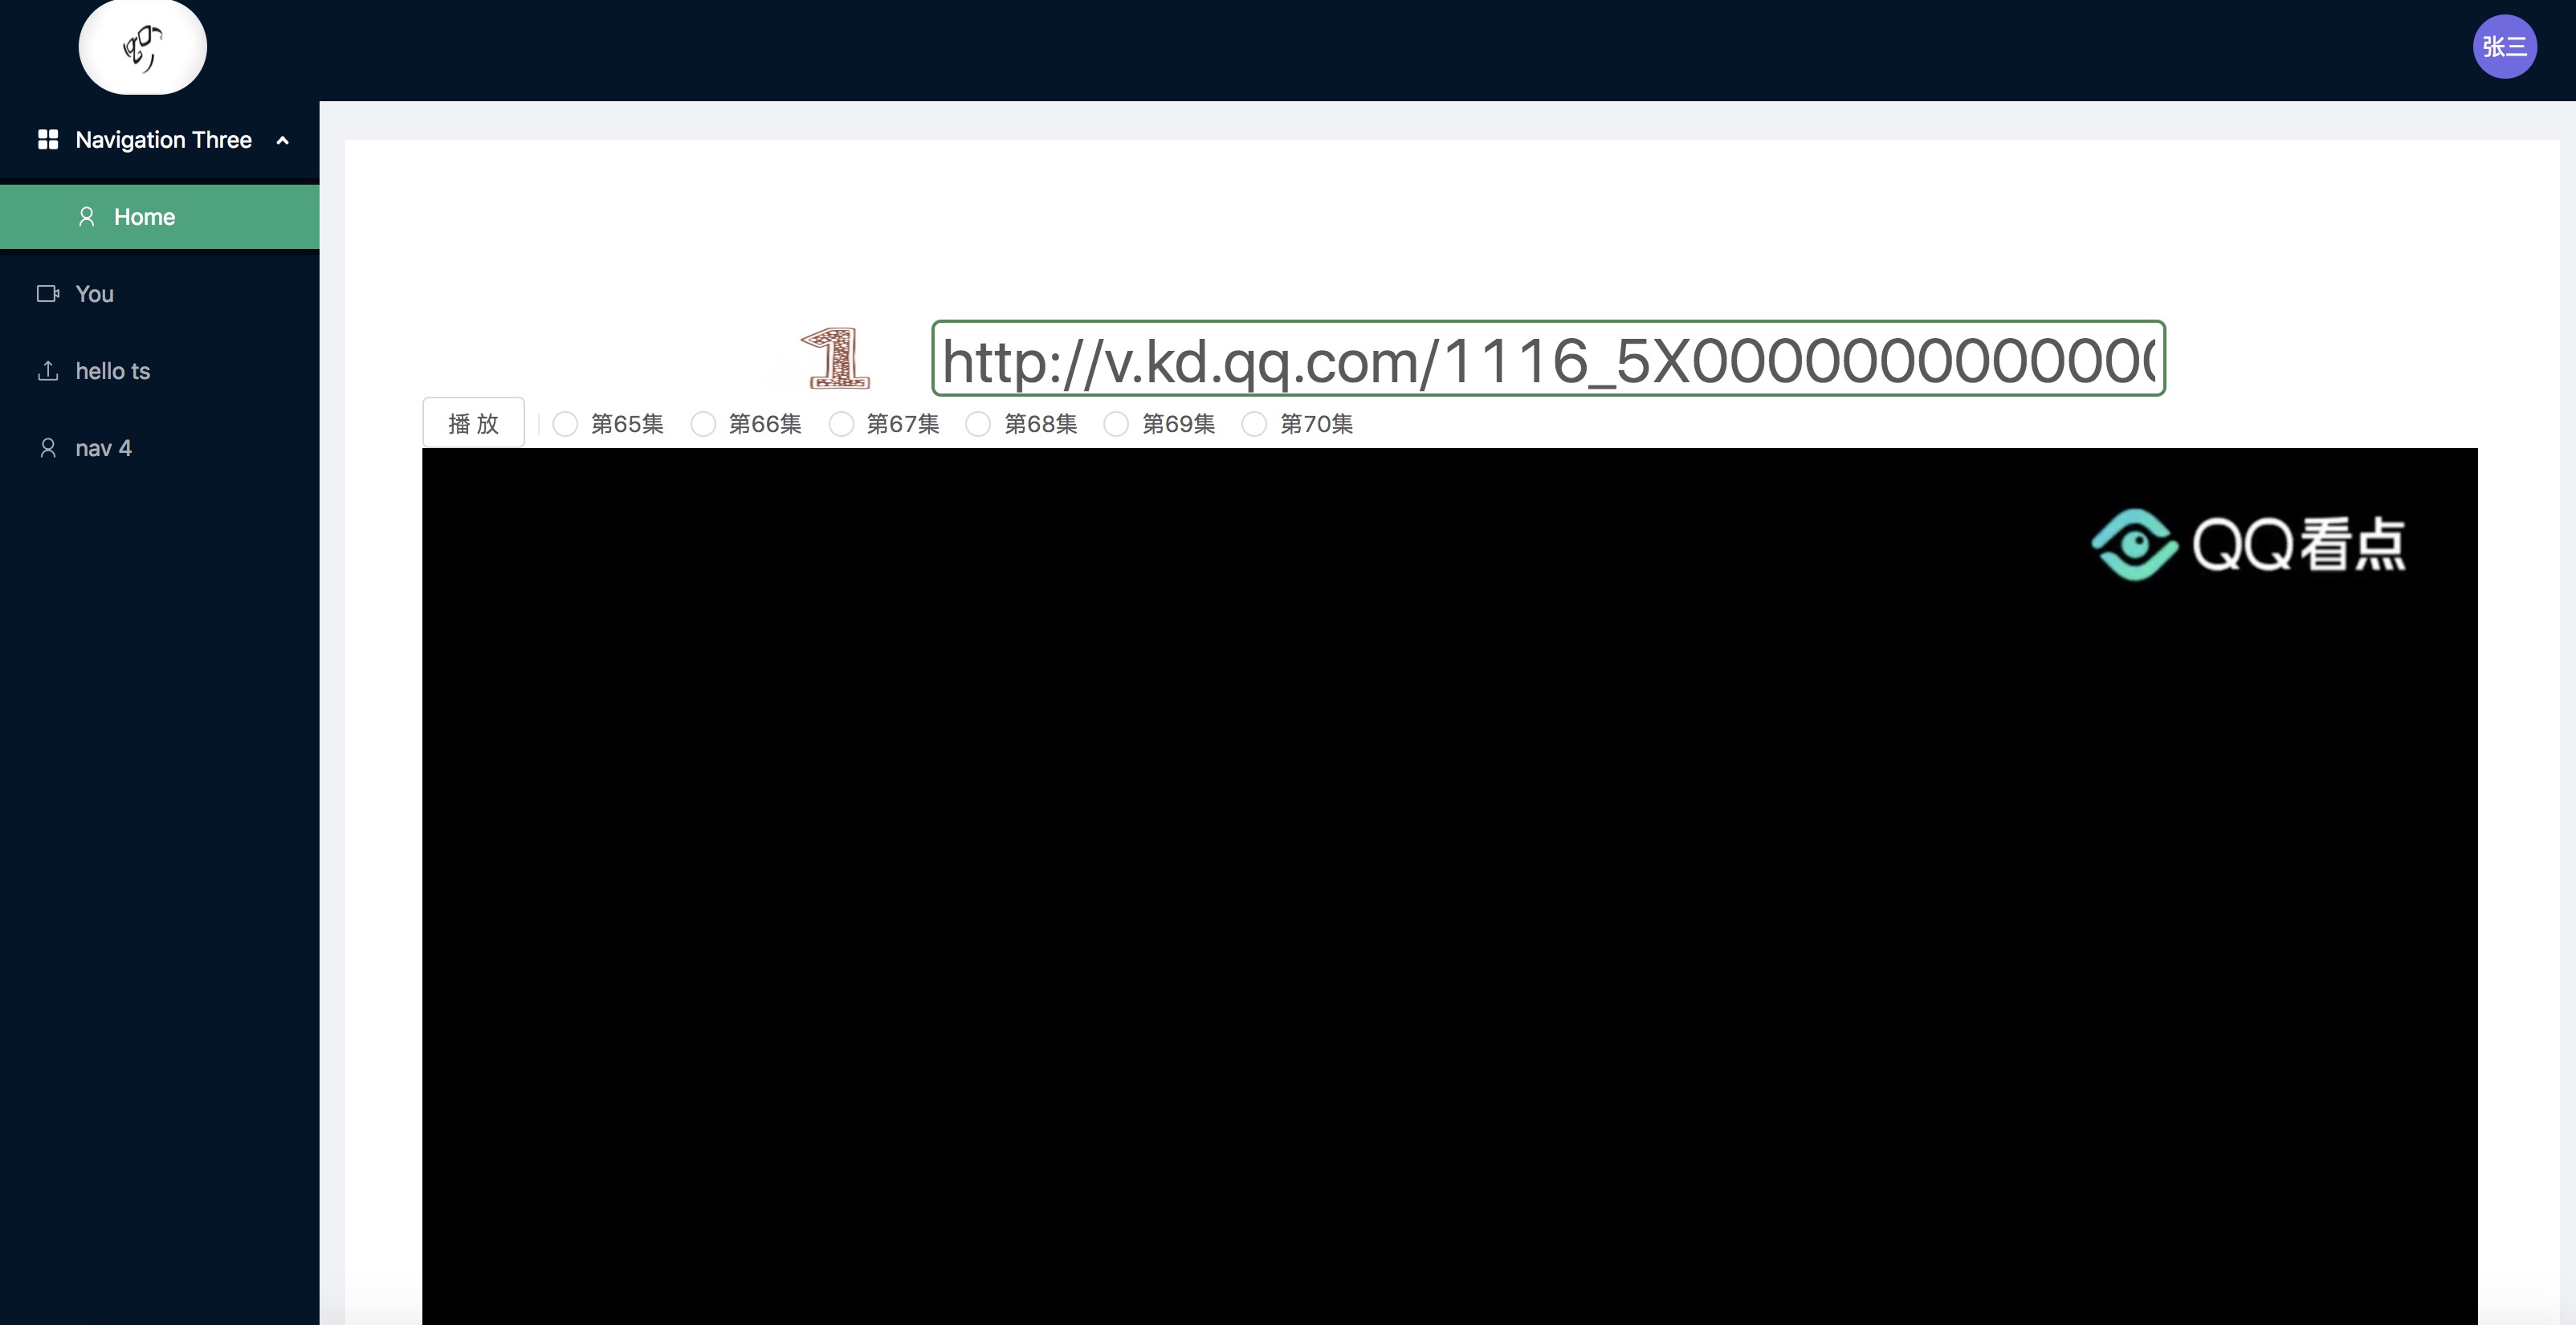 张三
Navigation Three
Home
You
hello ts
nav 4
1
http://v.kd.qq.com/1116_5X0000000000000
播 放
第65集 第66集 第67集 第68集 第69集 第70集
QQ看点